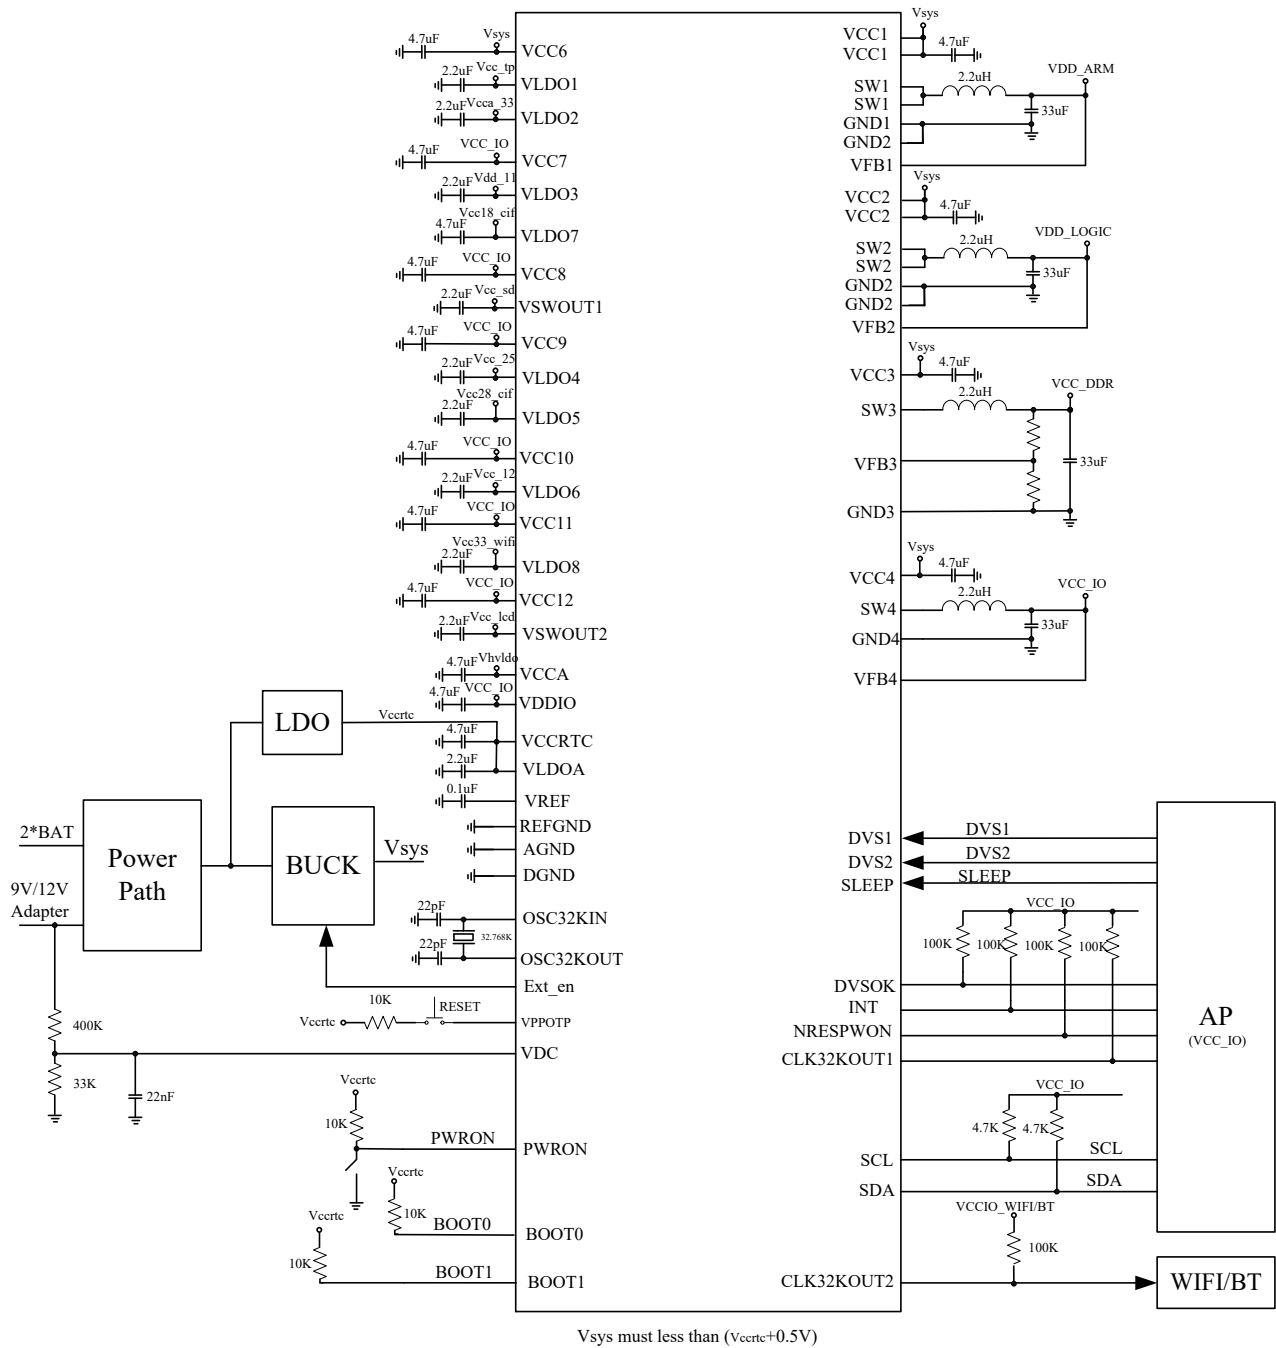 4.7uF Vsys VCC6
2.2uF Vcc_tp VLDO1
2.2uF Vcca_33 VLDO2
4.7uF VCC_IO VCC7
2.2uF Vdd_11 VLDO3
4.7uF Vcc18_cif VLDO7
4.7uF VCC_IO VCC8
2.2uF Vcc_sd VSWOUT1
4.7uF VCC_IO VCC9
2.2uF Vcc_25 VLDO4
2.2uF Vcc28_cif VLDO5
4.7uF VCC_IO VCC10
2.2uF Vcc_12 VLDO6
4.7uF VCC_IO VCC11
2.2uF Vcc33_wifi VLDO8
4.7uF VCC_IO VCC12
2.2uF Vcc_lcd VSWOUT2
4.7uF Vhvldo VCCA
4.7uF VCC_IO VDDIO
LDO Vccrtc
4.7uF VCCRTC
2.2uF VLDOA
0.1uF VREF
REFGND
AGND
DGND
2*BAT
9V/12V
Adapter
Power
Path
BUCK Vsys
22pF OSC32KIN
32.768K
22pF OSC32KOUT
Ext_en
Vccrtc 10K RESET VPPOTP
400K
VDC
33K
22nF
Vccrtc
10K
PWRON PWRON
Vccrtc
10K
BOOT0 BOOT0
Vccrtc
10K
BOOT1 BOOT1
Vsys
VCC1
VCC1 4.7uF
SW1 2.2uH VDD_ARM
SW1
33uF
GND1
GND2
VFB1
Vsys
VCC2
VCC2 4.7uF
SW2 2.2uH VDD_LOGIC
SW2
33uF
GND2
GND2
VFB2
Vsys
VCC3 4.7uF
SW3 2.2uH VCC_DDR
VFB3 33uF
GND3
Vsys
VCC4 4.7uF
SW4 2.2uH VCC_IO
33uF
GND4
VFB4
DVS1 DVS1
DVS2 DVS2
SLEEP SLEEP
VCC_IO
100K 100K 100K 100K
DVSOK
INT
NRESPWON
CLK32KOUT1
AP
(VCC_IO)
VCC_IO
4.7K 4.7K
SCL SCL
SDA SDA
VCCIO_WIFI/BT
100K
CLK32KOUT2 WIFI/BT
Vsys must less than (Vccrtc+0.5V)